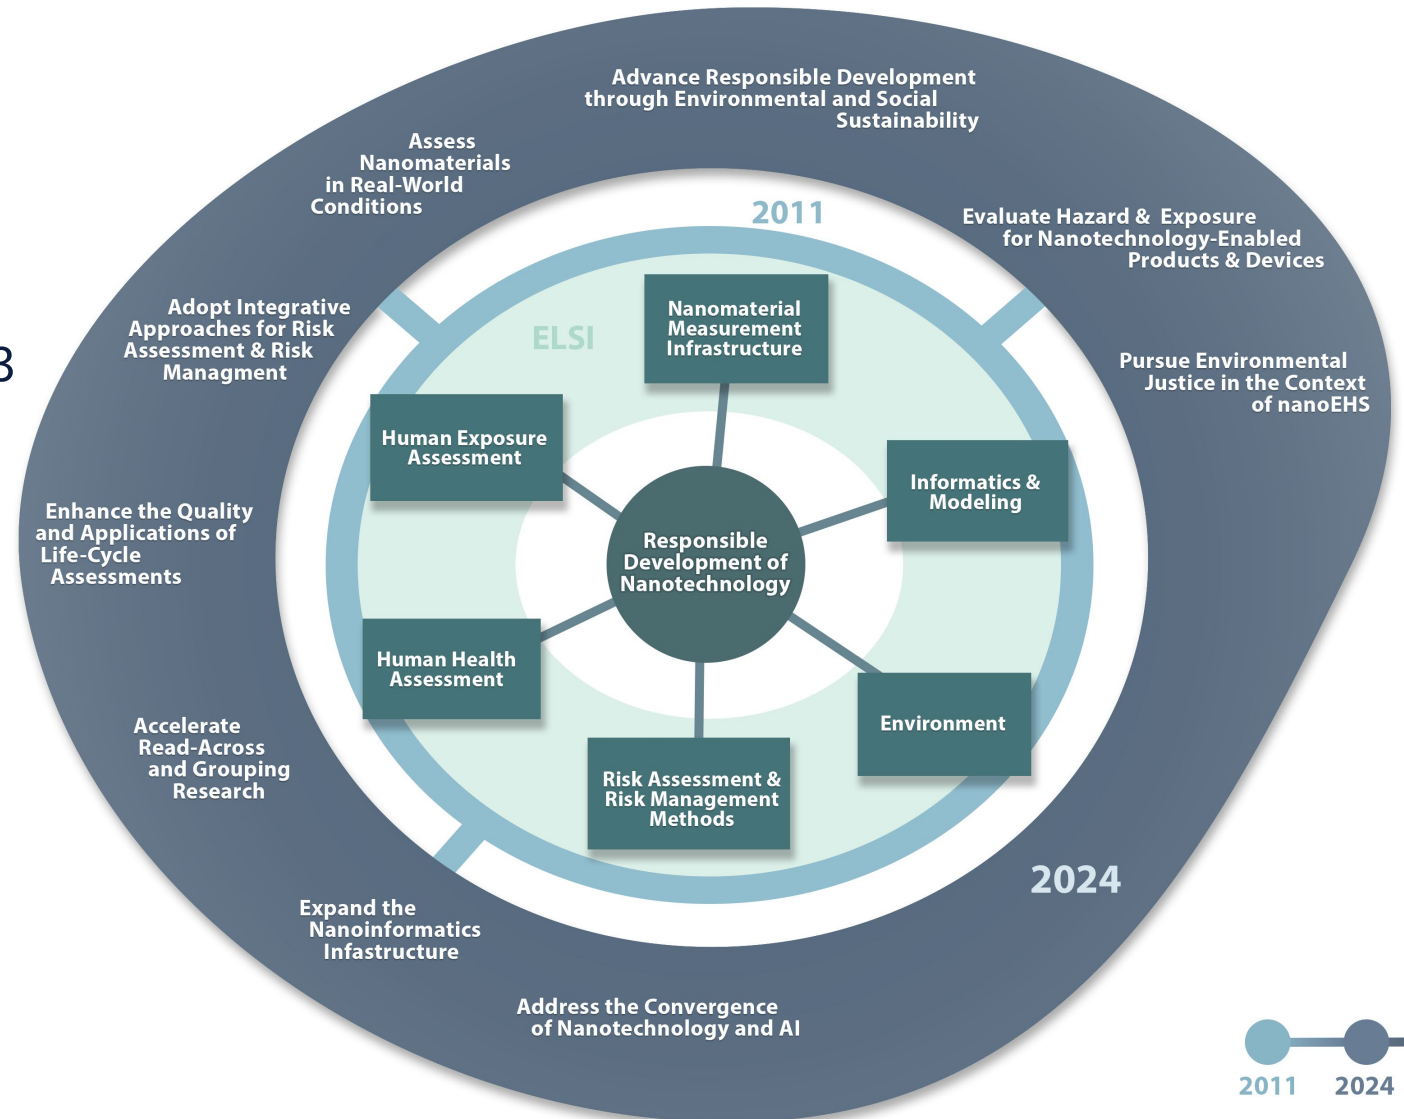 Advance Responsible Development
through Environmental and Social
Sustainability
Assess
Nanomaterials
in Real-World
Conditions
2011
Evaluate Hazard & Exposure
for Nanotechnology-Enabled
Products & Devices
Adopt Integrative
Approaches for Risk
Assessment & Risk
Managment
3
ELSI
Nanomaterial
Measurement
Infrastructure
Pursue Environmental
Justice in the Context
of nanoEHS
Human Exposure
Assessment
Informatics &
Modeling
Enhance the Quality
and Applications of
Life-Cycle
Assessments
Responsible
Development of
Nanotechnology
Human Health
Assessment
Environment
Accelerate
Read-Across
and Grouping
Research
Risk Assessment &
Risk Management
Methods
2024
Expand the
Nanoinformatics
Infastructure
Address the Convergence
of Nanotechnology and AI
2011
2024